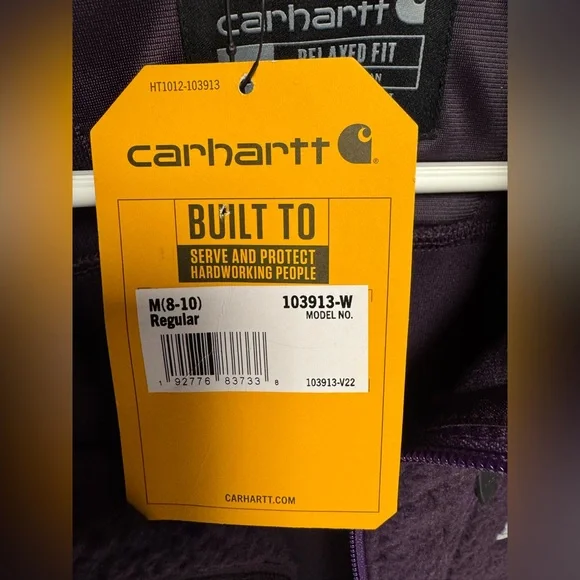 carhartt
RELAXED FIT
HT1012-103913
carhartt
BUILT TO
SERVE AND PROTECT
HARDWORKING PEOPLE
M(8-10)
103913-W
Regular
MODEL NO.
1 92776 83733 8
103913-V22
CARHARTT.COM